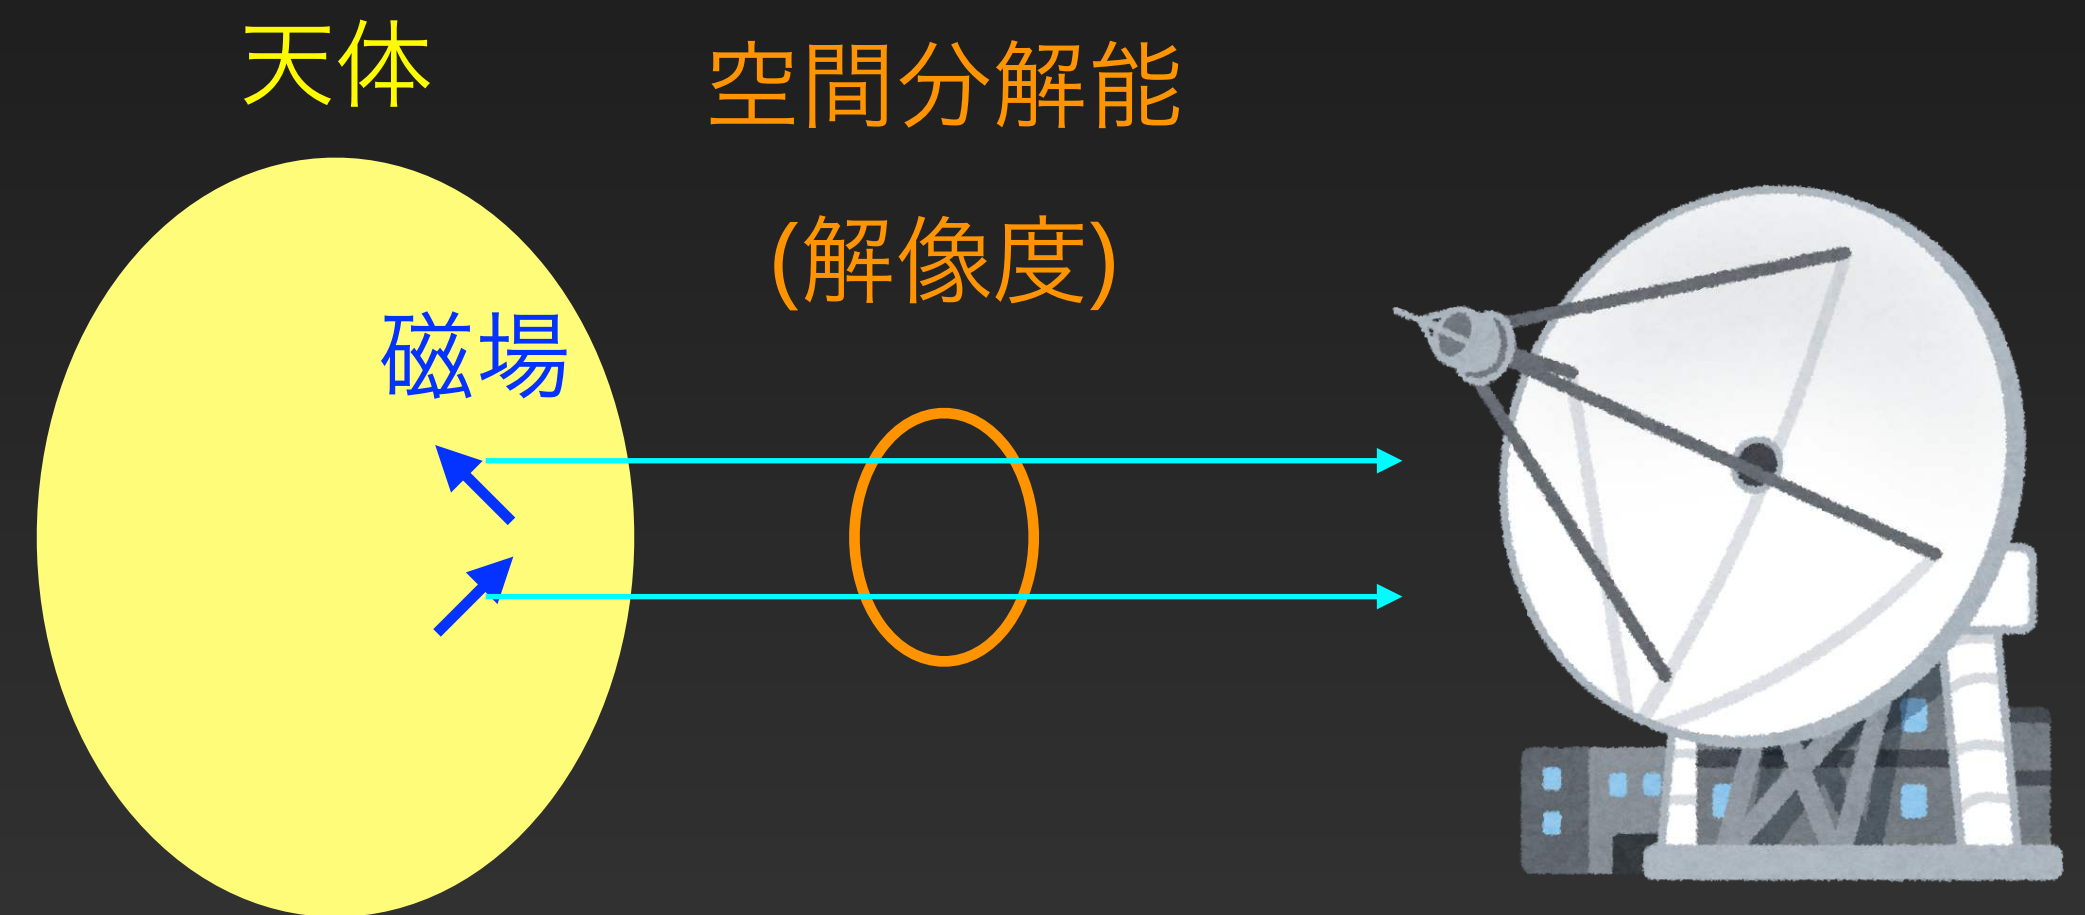 天体
空間分解能
(解像度)
磁場